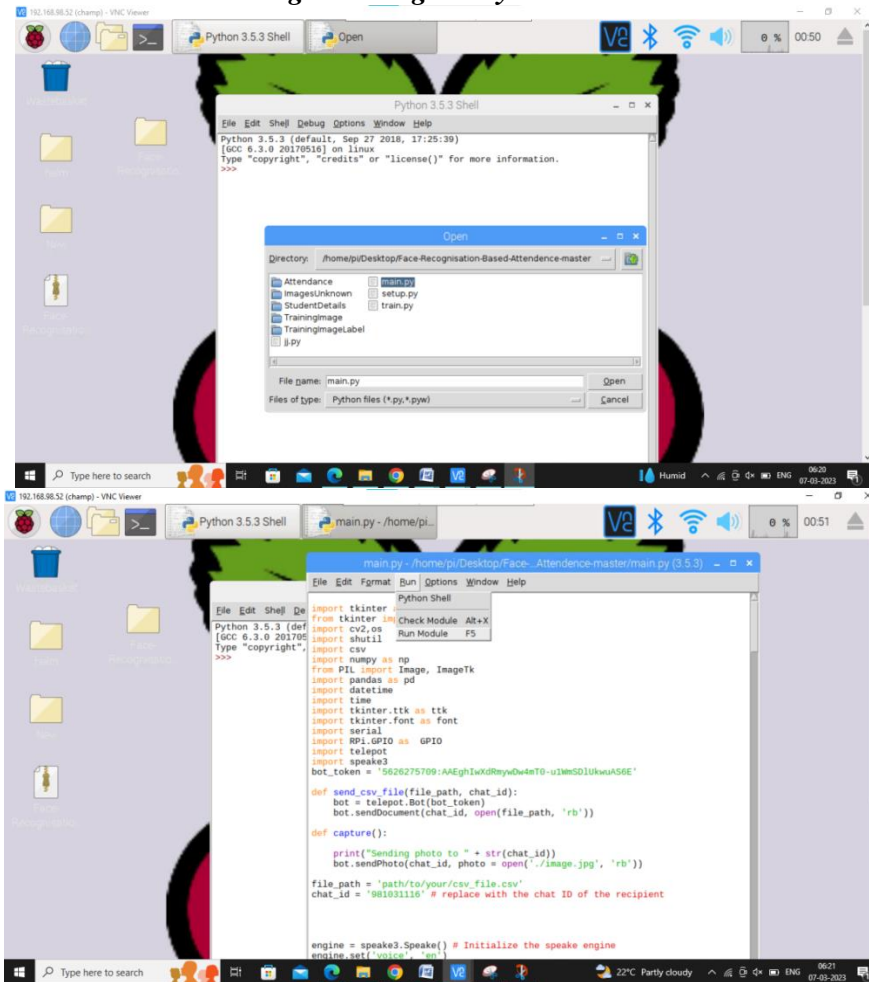 192.168.98.52 (champ) - VNC Viewer
Python 3.5.3 Shell
Open
0 %
00:50
Python 3.5.3 Shell
File Edit Shell Debug Options Window Help
Python 3.5.3 (default, Sep 27 2018, 17:25:39)
[GCC 6.3.0 20170516] on linux
Type "copyright", "credits" or "license()" for more information.
>>>
Open
Directory: /home/pi/Desktop/Face-Recognisation-Based-Attendence-master
Attendance main.py
ImagesUnknown setup.py
StudentDetails train.py
TrainingImage
TrainingImageLabel
jj.py
File name: main.py Open
Files of type: Python files (*.py,*.pyw) Cancel
Type here to search
Humid
ENG
06:20
07-03-2023
192.168.98.52 (champ) - VNC Viewer
Python 3.5.3 Shell
main.py - /home/pi...
0 %
00:51
main.py - /home/pi/Desktop/Face-...Attendence-master/main.py (3.5.3)
File Edit Format Run Options Window Help
Python Shell
Check Module Alt+X
Run Module F5
File Edit Shell De
Python 3.5.3 (def
[GCC 6.3.0 201705
Type "copyright",
>>>
import tkinter
from tkinter im
import cv2,os
import shutil
import csv
import numpy as np
from PIL import Image, ImageTk
import pandas as pd
import datetime
import time
import tkinter.ttk as ttk
import tkinter.font as font
import serial
import RPi.GPIO as GPIO
import telepot
import speake3
bot_token = '5626275709:AAEghIwXdRmywDw4mT0-u1WmSDlUkwuAS6E'
def send_csv_file(file_path, chat_id):
bot = telepot.Bot(bot_token)
bot.sendDocument(chat_id, open(file_path, 'rb'))
def capture():
print("Sending photo to " + str(chat_id))
bot.sendPhoto(chat_id, photo = open('./image.jpg', 'rb'))
file_path = 'path/to/your/csv_file.csv'
chat_id = '981031116' # replace with the chat ID of the recipient
engine = speake3.Speake() # Initialize the speake engine
engine.set('voice', 'en')
Type here to search
22°C Partly cloudy
ENG
06:21
07-03-2023